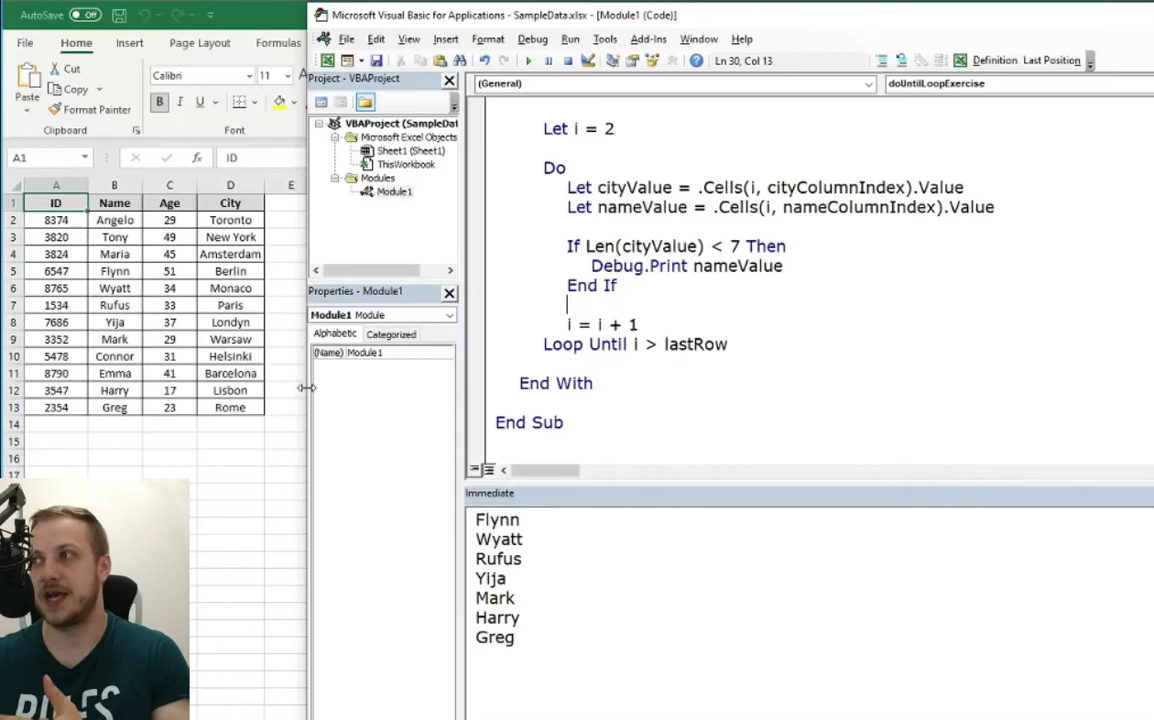 AutoSave Off
File Home Insert Page Layout Formulas
Cut
Copy
Format Painter
Paste
Clipboard
Calibri 11
B I U
Font
A1
fx ID
A B C D E
1 ID Name Age City
2 8374 Angelo 29 Toronto
3 3820 Tony 49 New York
4 3824 Maria 45 Amsterdam
5 6547 Flynn 51 Berlin
6 8765 Wyatt 34 Monaco
7 1534 Rufus 33 Paris
8 7686 Yija 37 Londyn
9 3352 Mark 29 Warsaw
10 5478 Connor 31 Helsinki
11 8790 Emma 41 Barcelona
12 3547 Harry 17 Lisbon
13 2354 Greg 23 Rome
14
15
16
17
Microsoft Visual Basic for Applications - SampleData.xlsx - [Module1 (Code)]
File Edit View Insert Format Debug Run Tools Add-Ins Window Help
Ln 30, Col 13
Definition Last Position
Project - VBAProject
VBAProject (SampleDat
Microsoft Excel Objects
Sheet1 (Sheet1)
ThisWorkbook
Modules
Module1
Properties - Module1
Module1 Module
Alphabetic Categorized
(Name) Module1
(General) doUntilLoopExercise
Let i = 2
Do
Let cityValue = .Cells(i, cityColumnIndex).Value
Let nameValue = .Cells(i, nameColumnIndex).Value
If Len(cityValue) < 7 Then
Debug.Print nameValue
End If
i = i + 1
Loop Until i > lastRow
End With
End Sub
Immediate
Flynn
Wyatt
Rufus
Yija
Mark
Harry
Greg